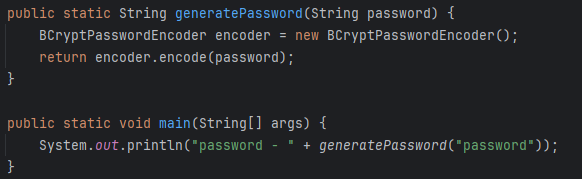 public static String generatePassword(String password) {
    BCryptPasswordEncoder encoder = new BCryptPasswordEncoder();
    return encoder.encode(password);
}
public static void main(String[] args) {
    System.out.println("password - " + generatePassword("password"));
}